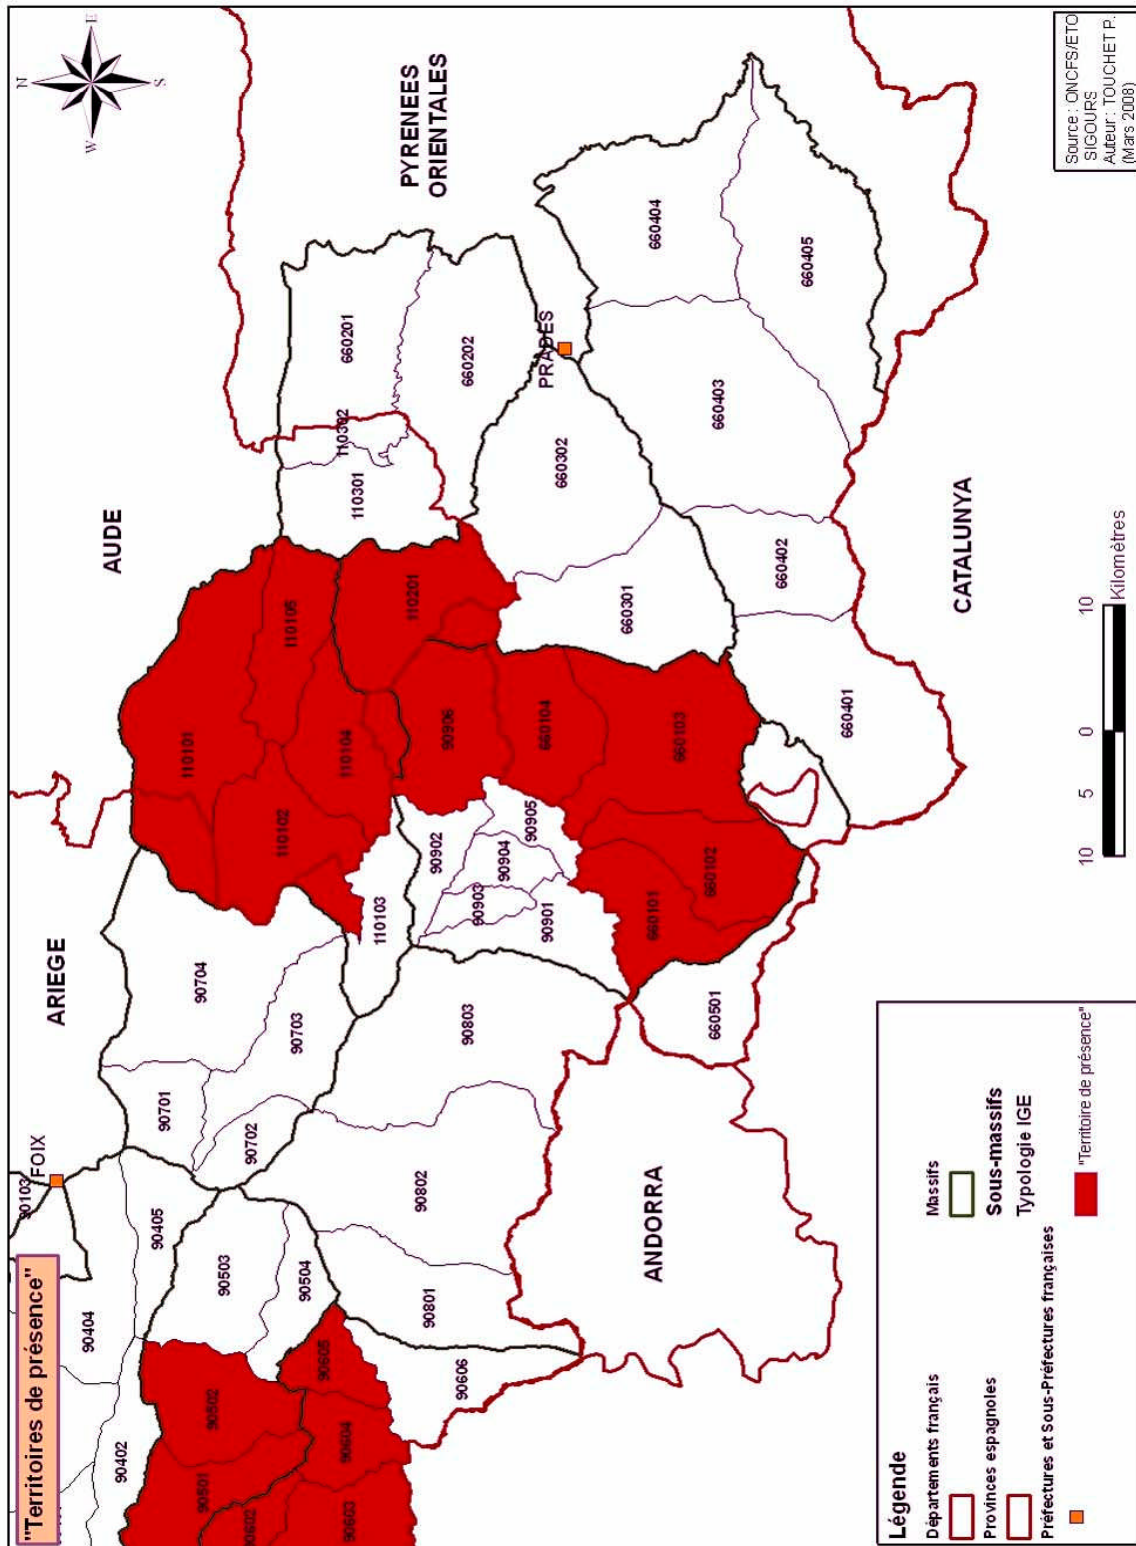 "Territoires de présence"
N
W
E
S
90103
FOIX
ARIEGE
AUDE
PYRENEES
ORIENTALES
90404
90402
90405
90701
90704
90703
90702
90503
90504
90502
90501
90602
90603
90604
90605
90606
90801
90802
90803
110101
110102
110103
110104
110105
110201
110301
110302
660201
660202
90901
90902
90903
90904
90905
90906
660101
660102
660103
660104
660301
660302
PRADES
660401
660402
660403
660404
660405
660501
ANDORRA
CATALUNYA
Légende
Départements français
Provinces espagnoles
Préfectures et Sous-Préfectures françaises
Massifs
Sous-massifs
Typologie IGE
"Territoire de présence"
10 5 0 10
Kilomètres
Source : ONCFS/ETO
SIGOURS
Auteur : TOUCHET P.
(Mars 2008)